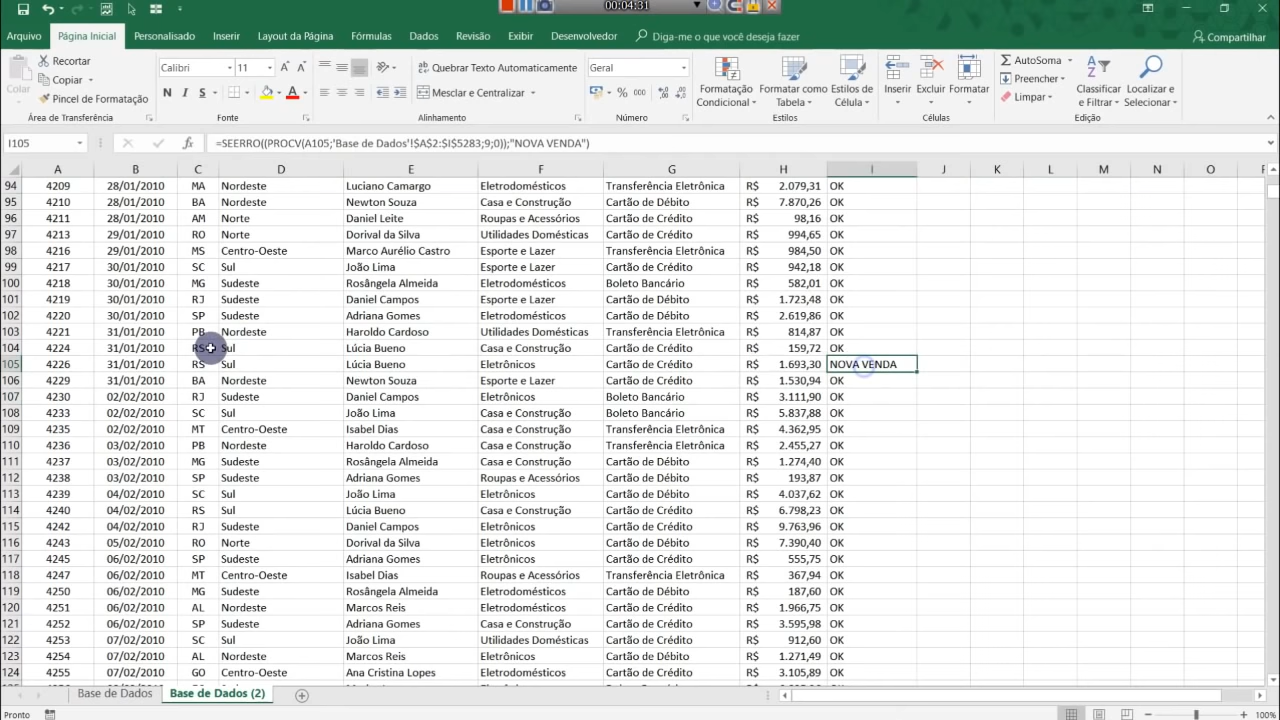 00:04:31
Arquivo Página Inicial Personalisado Inserir Layout da Página Fórmulas Dados Revisão Exibir Desenvolvedor Diga-me o que você deseja fazer Compartilhar
Colar Recortar Copiar Pincel de Formatação Área de Transferência
Calibri 11 N I S Fonte
Quebrar Texto Automaticamente Mesclar e Centralizar Alinhamento
Geral % 000 Número
Formatação Condicional Formatar como Tabela Estilos de Célula Estilos
Inserir Excluir Formatar Células
AutoSoma Preencher Limpar Classificar e Filtrar Localizar e Selecionar Edição
I105 fx =SEERRO((PROCV(A105;'Base de Dados'!$A$2:$I$5283;9;0));"NOVA VENDA")
A B C D E F G H I J K L M N O
94 4209 28/01/2010 MA Nordeste Luciano Camargo Eletrodomésticos Transferência Eletrônica R$ 2.079,31 OK
95 4210 28/01/2010 BA Nordeste Newton Souza Casa e Construção Cartão de Débito R$ 7.870,26 OK
96 4211 28/01/2010 AM Norte Daniel Leite Roupas e Acessórios Cartão de Crédito R$ 98,16 OK
97 4213 29/01/2010 RO Norte Dorival da Silva Utilidades Domésticas Cartão de Crédito R$ 994,65 OK
98 4216 29/01/2010 MS Centro-Oeste Marco Aurélio Castro Esporte e Lazer Transferência Eletrônica R$ 984,50 OK
99 4217 30/01/2010 SC Sul João Lima Esporte e Lazer Cartão de Crédito R$ 942,18 OK
100 4218 30/01/2010 MG Sudeste Rosângela Almeida Eletrodomésticos Boleto Bancário R$ 582,01 OK
101 4219 30/01/2010 RJ Sudeste Daniel Campos Esporte e Lazer Cartão de Débito R$ 1.723,48 OK
102 4220 30/01/2010 SP Sudeste Adriana Gomes Eletrodomésticos Cartão de Débito R$ 2.619,86 OK
103 4221 31/01/2010 PB Nordeste Haroldo Cardoso Utilidades Domésticas Transferência Eletrônica R$ 814,87 OK
104 4224 31/01/2010 RS Sul Lúcia Bueno Casa e Construção Cartão de Crédito R$ 159,72 OK
105 4226 31/01/2010 RS Sul Lúcia Bueno Eletrônicos Cartão de Crédito R$ 1.693,30 NOVA VENDA
106 4229 31/01/2010 BA Nordeste Newton Souza Esporte e Lazer Cartão de Crédito R$ 1.530,94 OK
107 4230 02/02/2010 RJ Sudeste Daniel Campos Eletrônicos Boleto Bancário R$ 3.111,90 OK
108 4233 02/02/2010 SC Sul João Lima Casa e Construção Boleto Bancário R$ 5.837,88 OK
109 4235 02/02/2010 MT Centro-Oeste Isabel Dias Casa e Construção Transferência Eletrônica R$ 4.362,95 OK
110 4236 03/02/2010 PB Nordeste Haroldo Cardoso Casa e Construção Transferência Eletrônica R$ 2.455,27 OK
111 4237 03/02/2010 MG Sudeste Rosângela Almeida Casa e Construção Cartão de Débito R$ 1.274,40 OK
112 4238 03/02/2010 SP Sudeste Adriana Gomes Roupas e Acessórios Cartão de Débito R$ 193,87 OK
113 4239 04/02/2010 SC Sul João Lima Eletrônicos Cartão de Débito R$ 4.037,62 OK
114 4240 04/02/2010 RS Sul Lúcia Bueno Casa e Construção Cartão de Crédito R$ 6.798,23 OK
115 4242 04/02/2010 RJ Sudeste Daniel Campos Eletrônicos Cartão de Débito R$ 9.763,96 OK
116 4243 05/02/2010 RO Norte Dorival da Silva Eletrônicos Cartão de Débito R$ 7.390,40 OK
117 4245 06/02/2010 SP Sudeste Adriana Gomes Casa e Construção Cartão de Crédito R$ 555,75 OK
118 4247 06/02/2010 MT Centro-Oeste Isabel Dias Roupas e Acessórios Transferência Eletrônica R$ 367,94 OK
119 4250 06/02/2010 MG Sudeste Rosângela Almeida Casa e Construção Cartão de Débito R$ 187,60 OK
120 4251 06/02/2010 AL Nordeste Marcos Reis Eletrodomésticos Cartão de Crédito R$ 1.966,75 OK
121 4252 06/02/2010 SP Sudeste Adriana Gomes Eletrodomésticos Cartão de Crédito R$ 3.595,98 OK
122 4253 07/02/2010 SC Sul João Lima Utilidades Domésticas Cartão de Crédito R$ 912,60 OK
123 4254 07/02/2010 AL Nordeste Marcos Reis Eletrônicos Cartão de Crédito R$ 1.271,49 OK
124 4255 07/02/2010 GO Centro-Oeste Ana Cristina Lopes Eletrodomésticos Cartão de Crédito R$ 3.105,89 OK
Base de Dados Base de Dados (2)
Pronto 100%